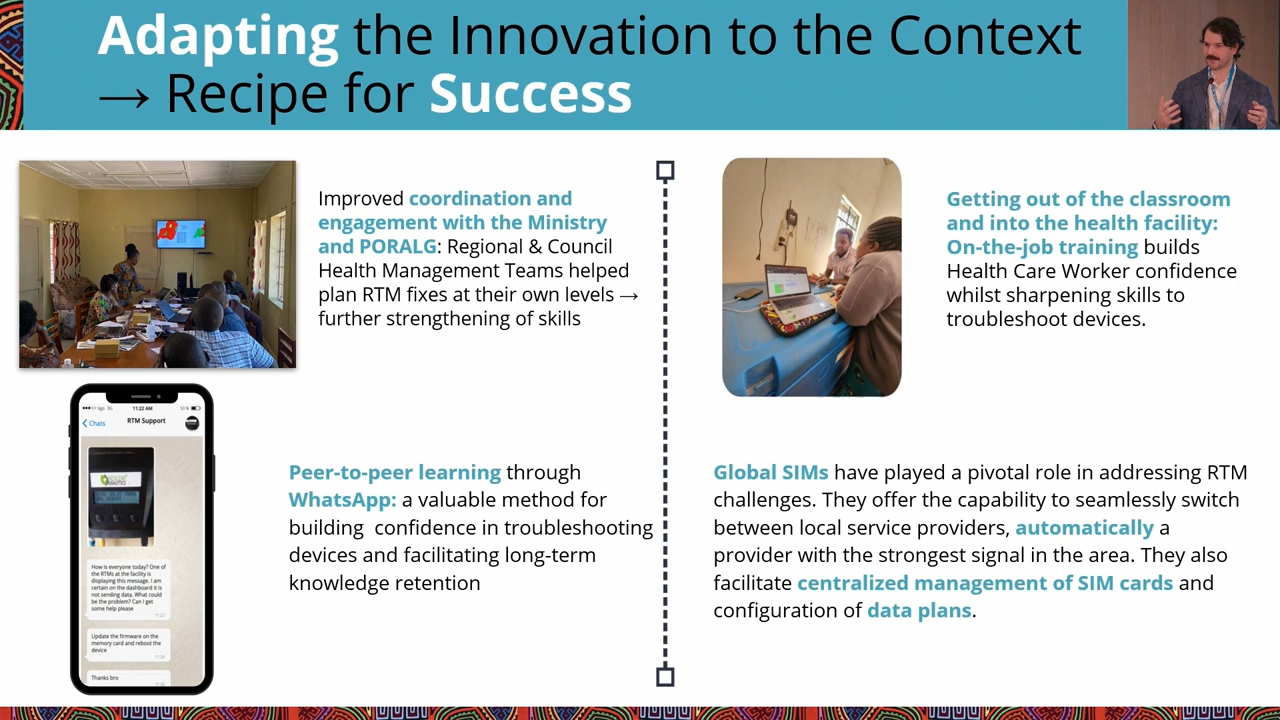 Adapting the Innovation to the Context
→ Recipe for Success
Improved coordination and
engagement with the Ministry
and PORALG: Regional & Council
Health Management Teams helped
plan RTM fixes at their own levels →
further strengthening of skills
Getting out of the classroom
and into the health facility:
On-the-job training builds
Health Care Worker confidence
whilst sharpening skills to
troubleshoot devices.
11:22 AM
Chats
RTM Support
How is everyone today? One of
the RTMs at the facility is
displaying this message. I am
certain on the dashboard it is
not sending data. What could
be the problem? Can I get
some help please
11:22
Update the firmware on the
memory card and reboot the
device
Thanks bro
Peer-to-peer learning through
WhatsApp: a valuable method for
building  confidence in troubleshooting
devices and facilitating long-term
knowledge retention
Global SIMs have played a pivotal role in addressing RTM
challenges. They offer the capability to seamlessly switch
between local service providers, automatically a
provider with the strongest signal in the area. They also
facilitate centralized management of SIM cards and
configuration of data plans.